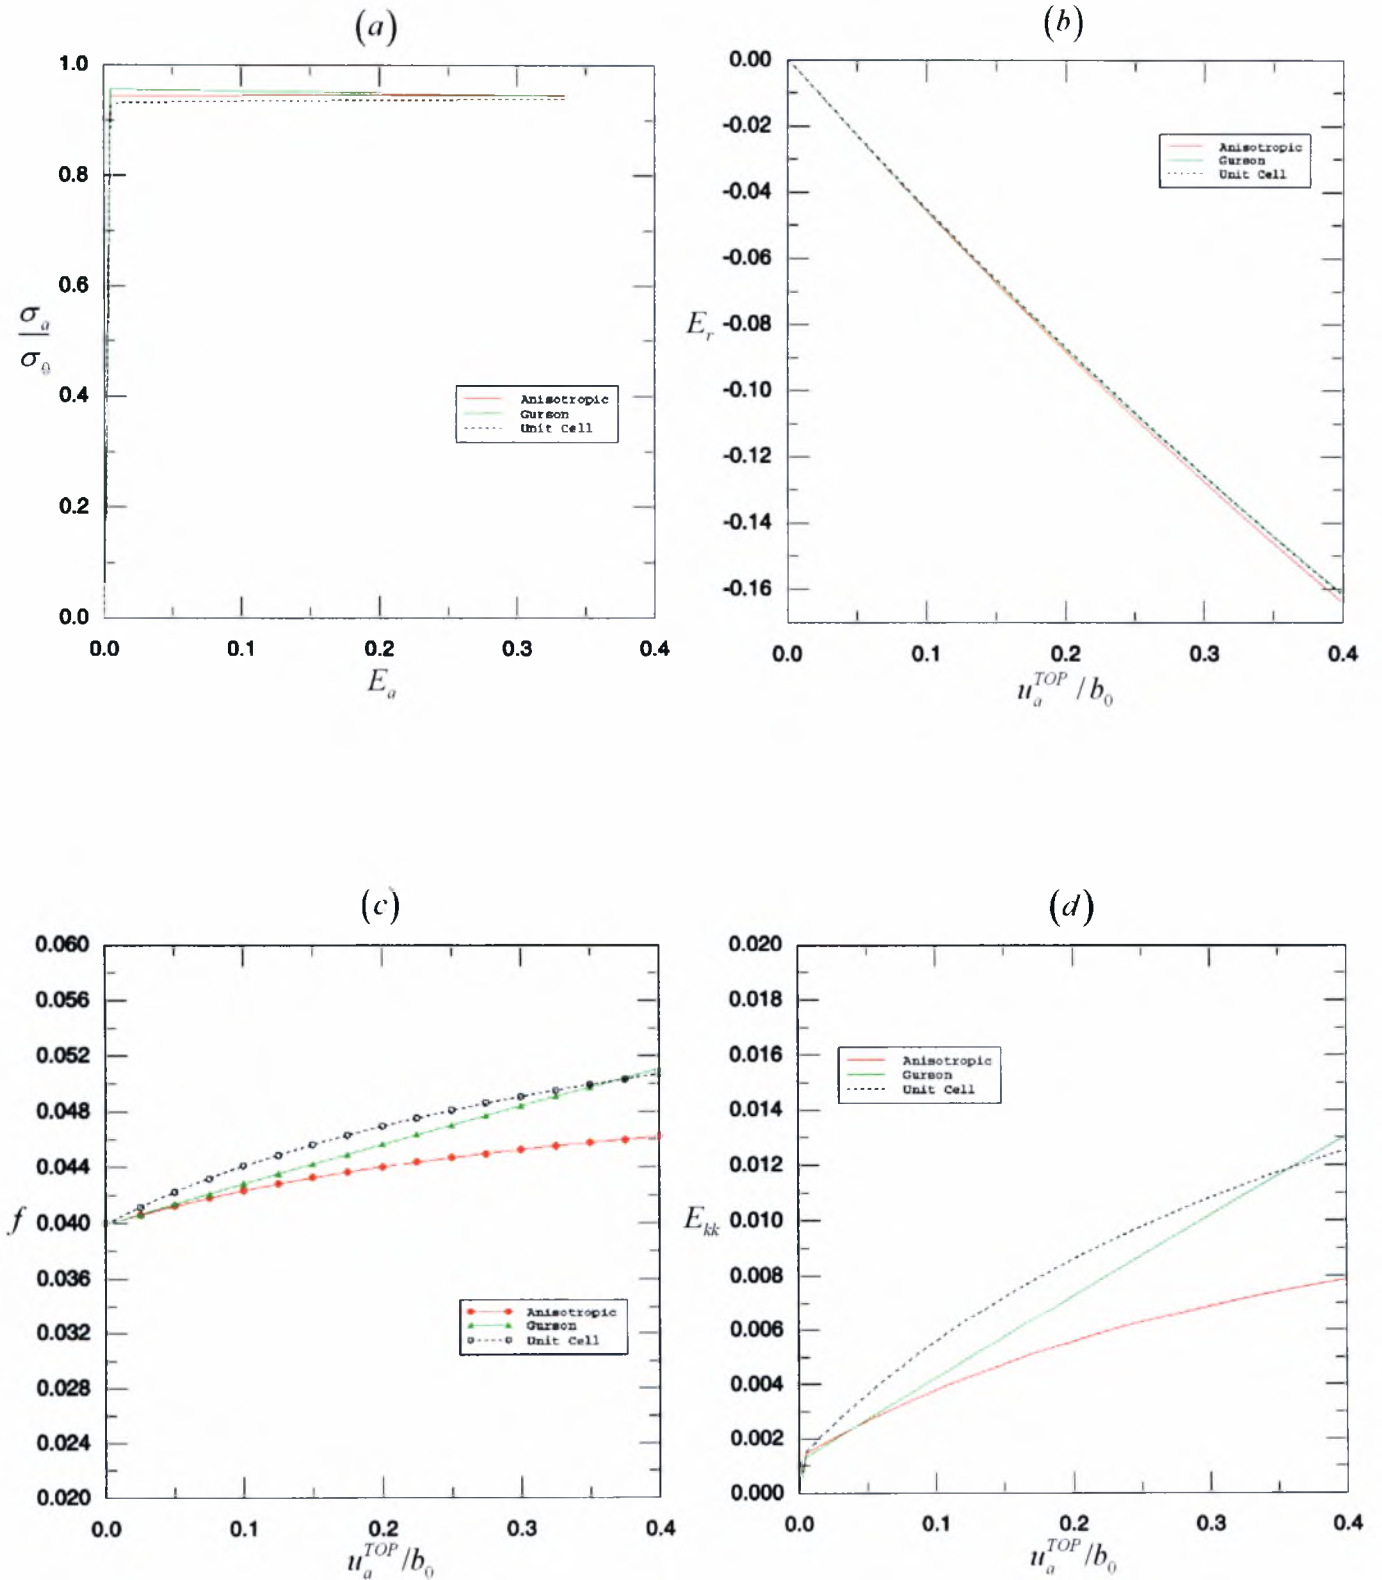 (a)
1.0
0.8
0.6
0.4
0.2
0.0
σₐ/σ₀
Anisotropic
Gurson
Unit Cell
0.0 0.1 0.2 0.3 0.4
Eₐ
(b)
0.00
-0.02
-0.04
-0.06
-0.08
-0.10
-0.12
-0.14
-0.16
Eᵣ
Anisotropic
Gurson
Unit Cell
0.0 0.1 0.2 0.3 0.4
uₐ^TOP/b₀
(c)
0.060
0.056
0.052
0.048
0.044
0.040
0.036
0.032
0.028
0.024
0.020
f
Anisotropic
Gurson
Unit Cell
0.0 0.1 0.2 0.3 0.4
uₐ^TOP/b₀
(d)
0.020
0.018
0.016
0.014
0.012
0.010
0.008
0.006
0.004
0.002
0.000
Eₖₖ
Anisotropic
Gurson
Unit Cell
0.0 0.1 0.2 0.3 0.4
uₐ^TOP/b₀